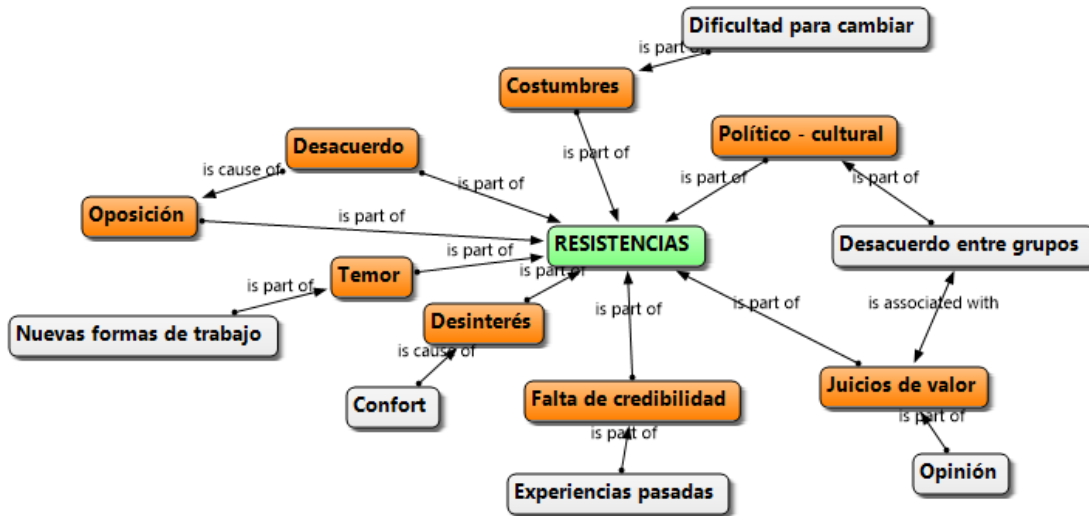 Dificultad para cambiar
is part of
Costumbres
is part of
Político - cultural
is part of
is part of
Desacuerdo
is cause of
is part of
Oposición
is part of
RESISTENCIAS
Desacuerdo entre grupos
is part of
Temor
is part of
is part of
Nuevas formas de trabajo
Desinterés
is cause of
is part of
is part of
is associated with
Confort
Falta de credibilidad
Juicios de valor
is part of
is part of
Experiencias pasadas
Opinión